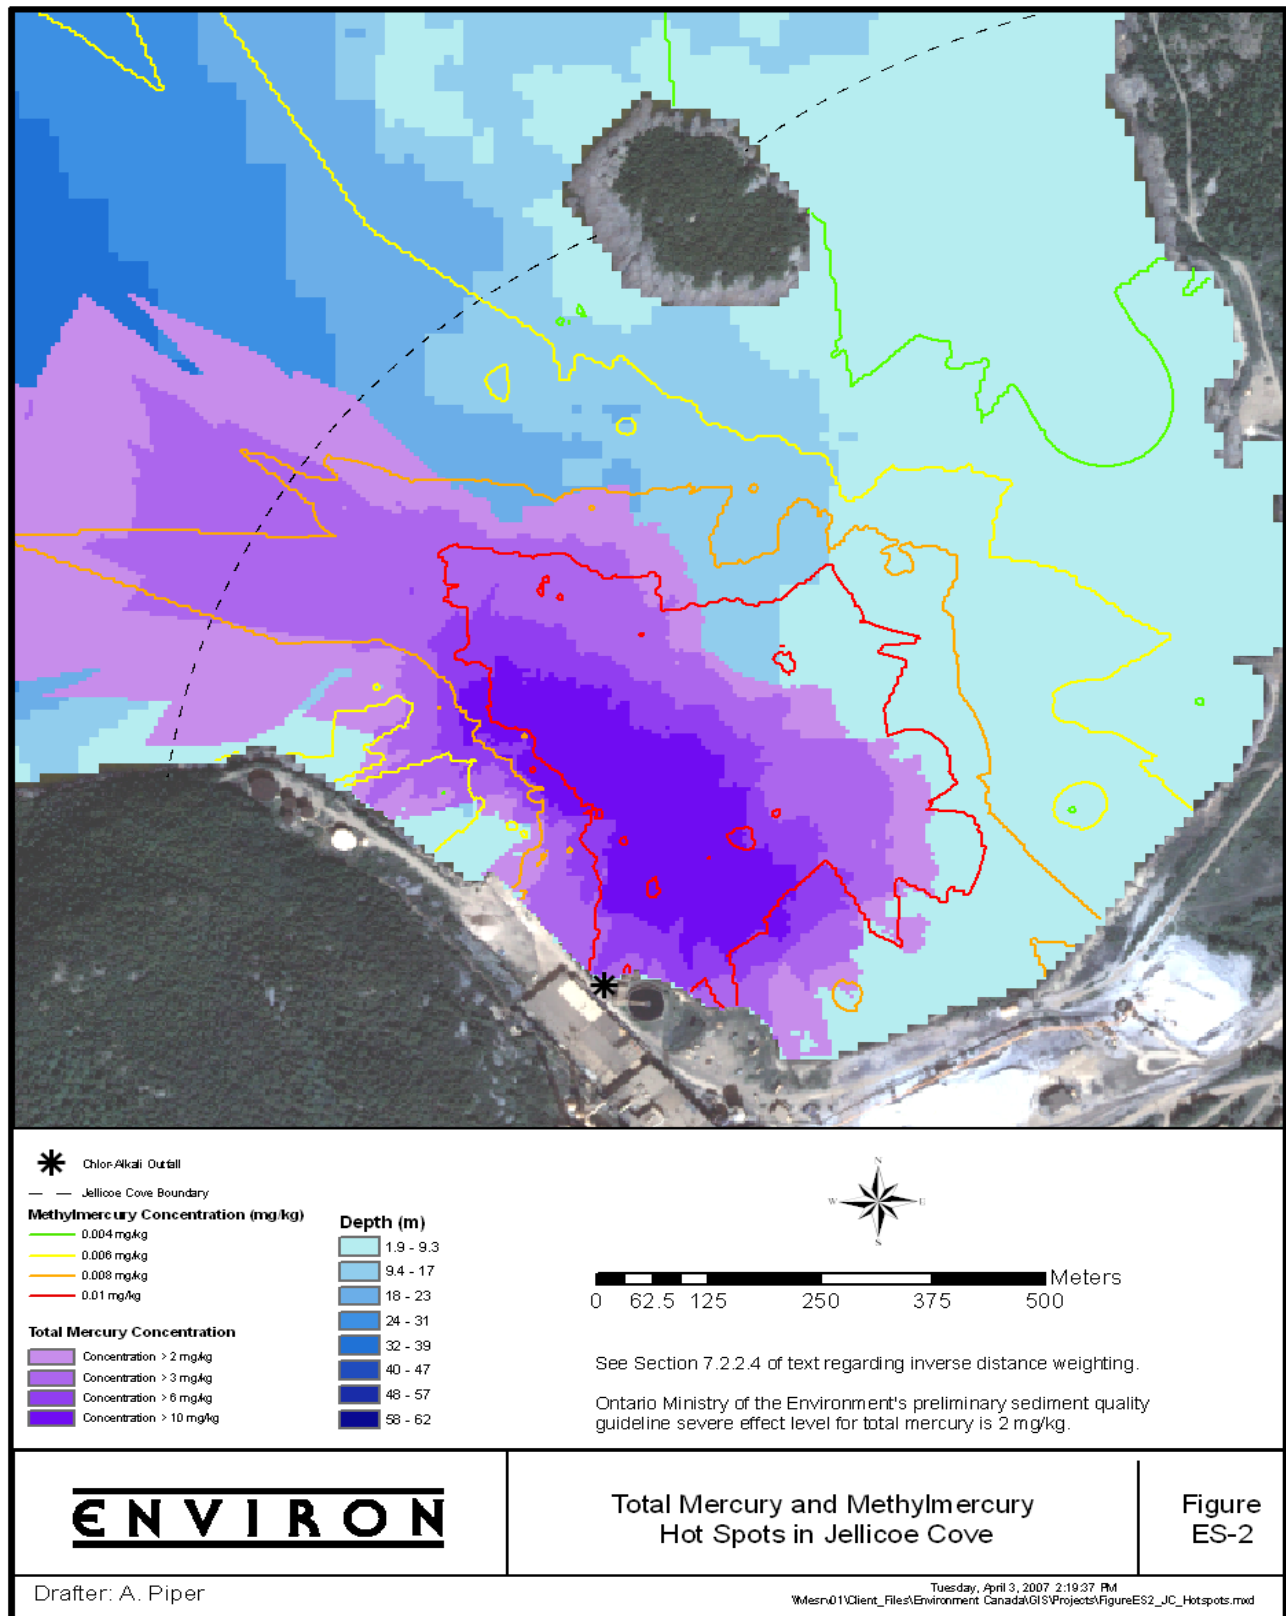 Chlor-Alkali Outfall
Jellicoe Cove Boundary
Methylmercury Concentration (mg/kg)
0.004 mg/kg
0.006 mg/kg
0.008 mg/kg
0.01 mg/kg
Total Mercury Concentration
Concentration > 2 mg/kg
Concentration > 3 mg/kg
Concentration > 6 mg/kg
Concentration > 10 mg/kg
Depth (m)
1.9 - 9.3
9.4 - 17
18 - 23
24 - 31
32 - 39
40 - 47
48 - 57
58 - 62
N
W E
S
Meters
0 62.5 125 250 375 500
See Section 7.2.2.4 of text regarding inverse distance weighting.
Ontario Ministry of the Environment's preliminary sediment quality
guideline severe effect level for total mercury is 2 mg/kg.
ENVIRON
Total Mercury and Methylmercury
Hot Spots in Jellicoe Cove
Figure
ES-2
Drafter: A. Piper
Tuesday, April 3, 2007 2:19:37 PM
\Client_Files\Environment Canada\GIS\Projects\FigureES2_JC_Hotspots.mxd